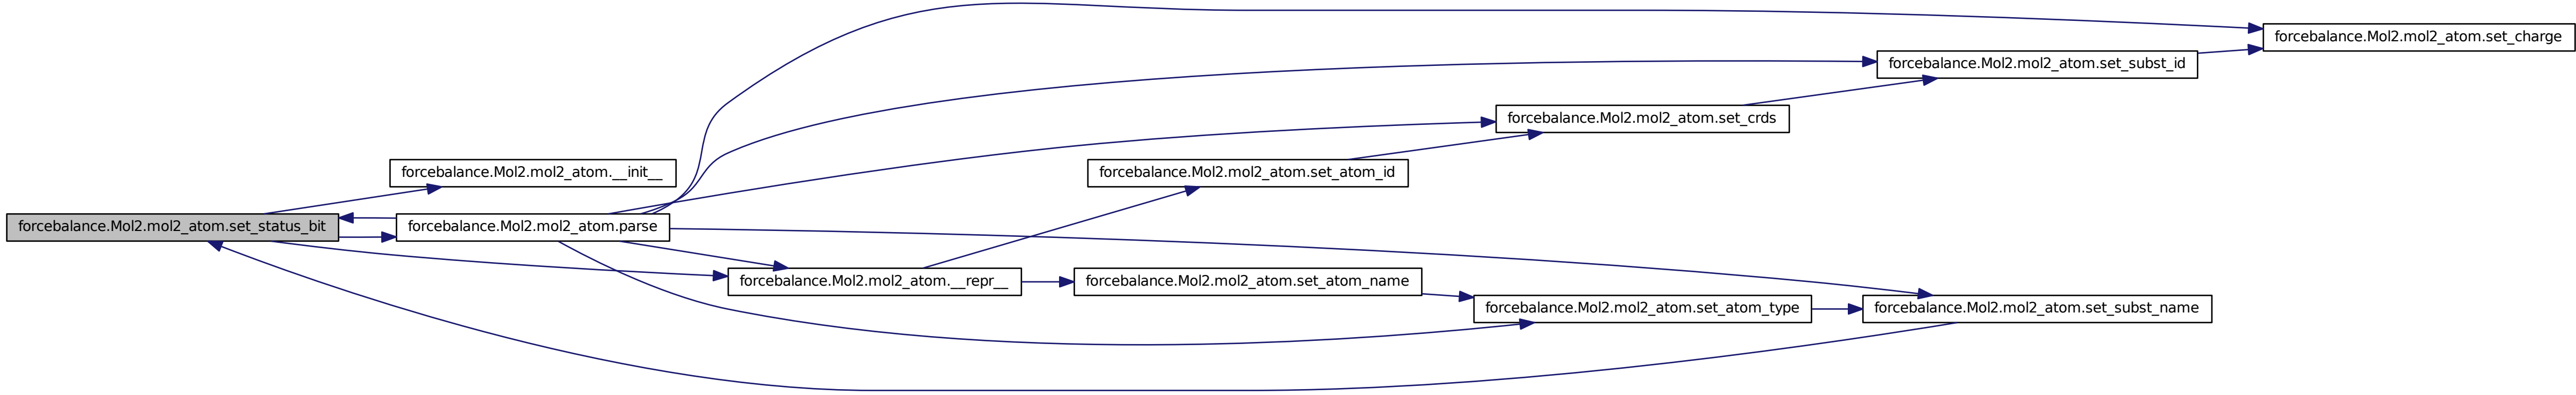 forcebalance.Mol2.mol2_atom.set_charge
forcebalance.Mol2.mol2_atom.set_subst_id
forcebalance.Mol2.mol2_atom.set_crds
forcebalance.Mol2.mol2_atom.__init__
forcebalance.Mol2.mol2_atom.set_atom_id
forcebalance.Mol2.mol2_atom.set_status_bit
forcebalance.Mol2.mol2_atom.parse
forcebalance.Mol2.mol2_atom.__repr__
forcebalance.Mol2.mol2_atom.set_atom_name
forcebalance.Mol2.mol2_atom.set_atom_type
forcebalance.Mol2.mol2_atom.set_subst_name